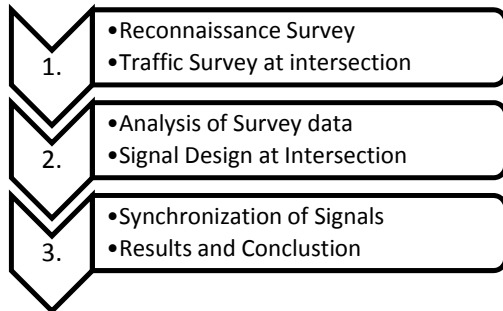 1.
•Reconnaissance Survey
•Traffic Survey at intersection
2.
•Analysis of Survey data
•Signal Design at Intersection
3.
•Synchronization of Signals
•Results and Conclustion